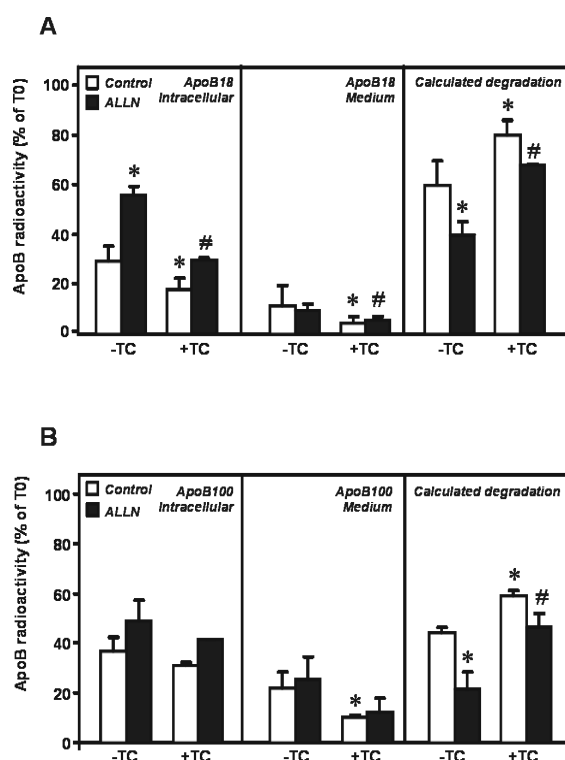 A
ApoB radioactivity (% of T0)
100
80
60
40
20
0
Control
ALLN
ApoB18
Intracellular
ApoB18
Medium
Calculated degradation
*
*
#
*
#
*
*
#
-TC
+TC
-TC
+TC
-TC
+TC
B
ApoB radioactivity (% of T0)
100
80
60
40
20
0
Control
ALLN
ApoB100
Intracellular
ApoB100
Medium
Calculated degradation
*
*
*
#
-TC
+TC
-TC
+TC
-TC
+TC